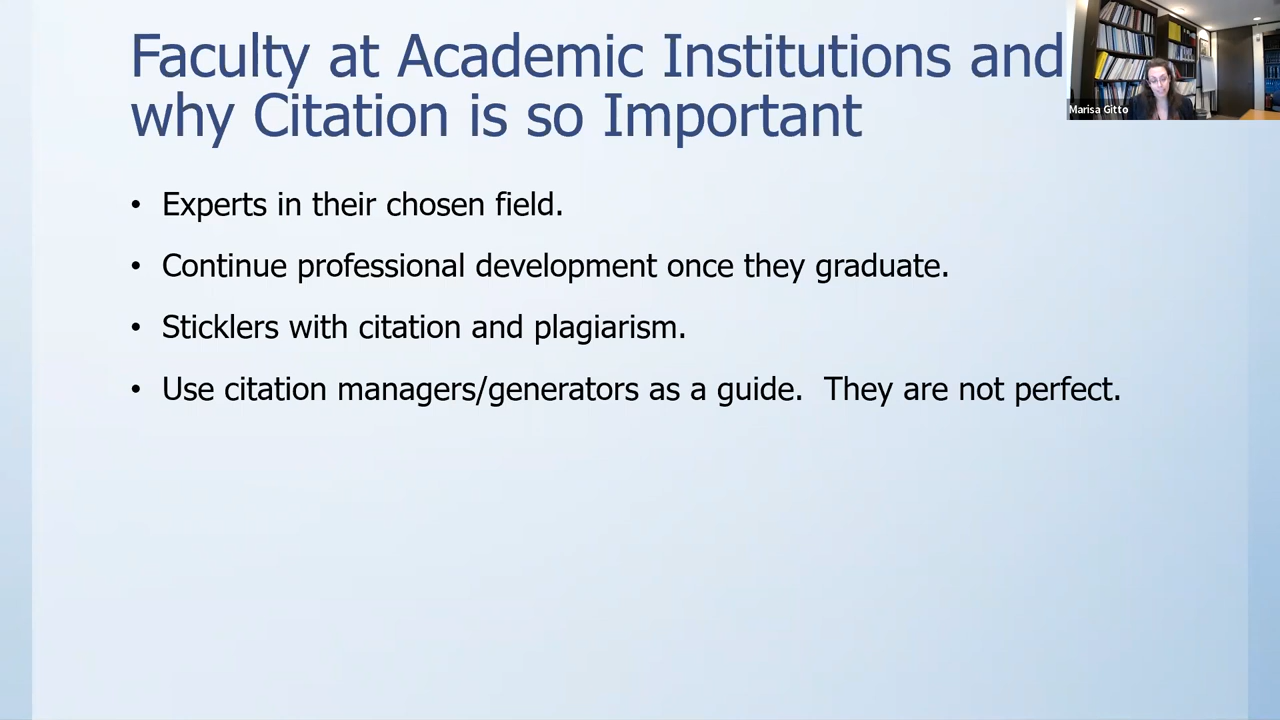 Faculty at Academic Institutions and
why Citation is so Important
Marisa Gitto
• Experts in their chosen field.
• Continue professional development once they graduate.
• Sticklers with citation and plagiarism.
• Use citation managers/generators as a guide.  They are not perfect.